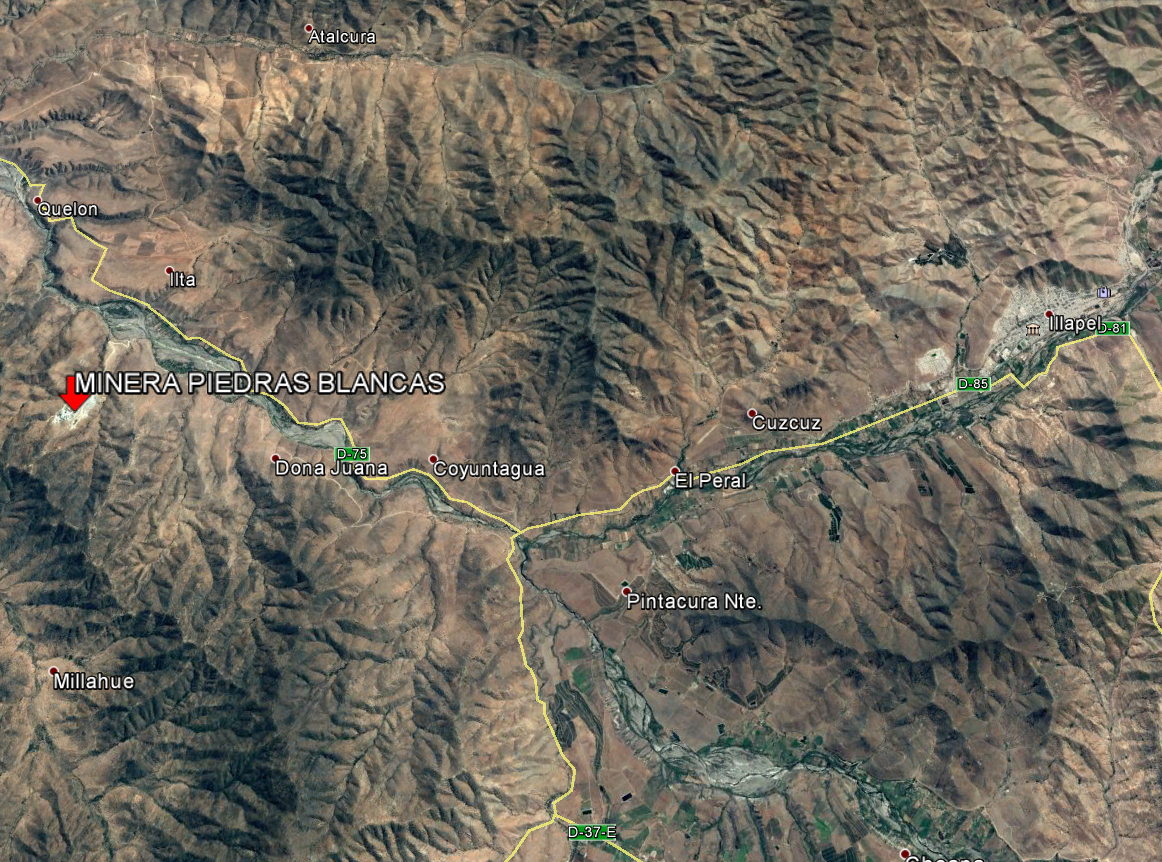 Atalcura
Quelon
Ilta
Illapel
D-81
MINERA PIEDRAS BLANCAS
D-85
Cuzcuz
D-75
Dona Juana
Coyuntagua
El Peral
Pintacura Nte.
Millahue
D-37-E